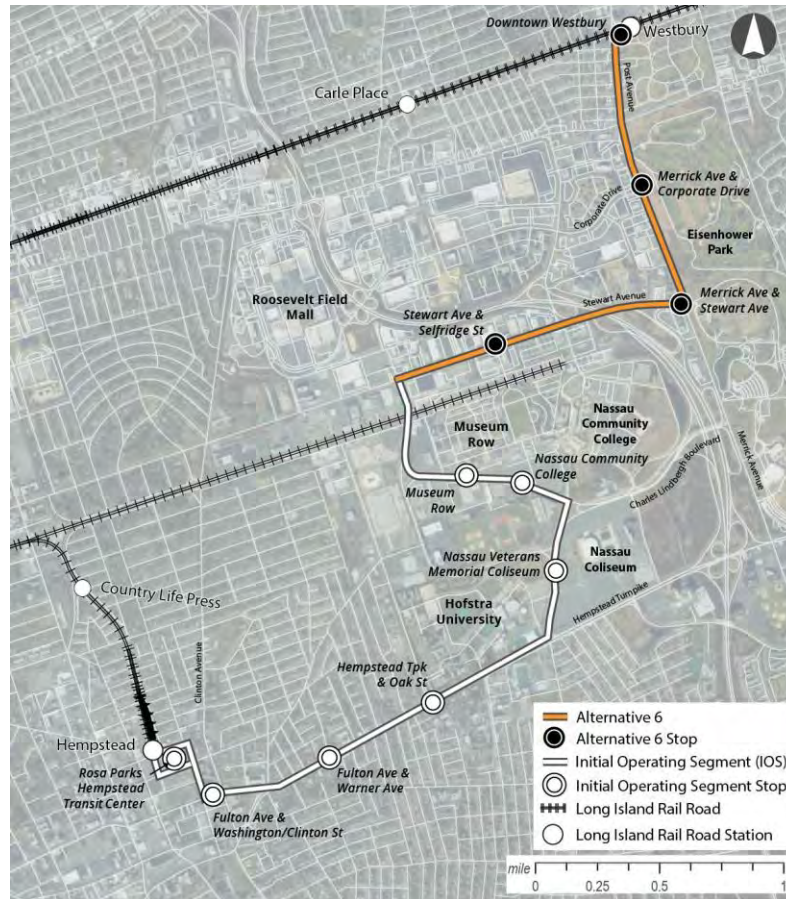 Downtown Westbury
Westbury
Carle Place
Post Avenue
Merrick Ave &
Corporate Drive
Corporate Drive
Eisenhower
Park
Roosevelt Field
Mall
Stewart Ave &
Selfridge St
Stewart Avenue
Merrick Ave &
Stewart Ave
Museum
Row
Nassau
Community
College
Nassau Community
College
Museum
Row
Charles Lindbergh Boulevard
Merrick Avenue
Nassau Veterans
Memorial Coliseum
Nassau
Coliseum
Country Life Press
Hofstra
University
Hempstead Turnpike
Clinton Avenue
Hempstead Tpk
& Oak St
Hempstead
Rosa Parks
Hempstead
Transit Center
Fulton Ave &
Warner Ave
Fulton Ave &
Washington/Clinton St
Alternative 6
Alternative 6 Stop
Initial Operating Segment (IOS)
Initial Operating Segment Stop
Long Island Rail Road
Long Island Rail Road Station
mile
0 0.25 0.5 1